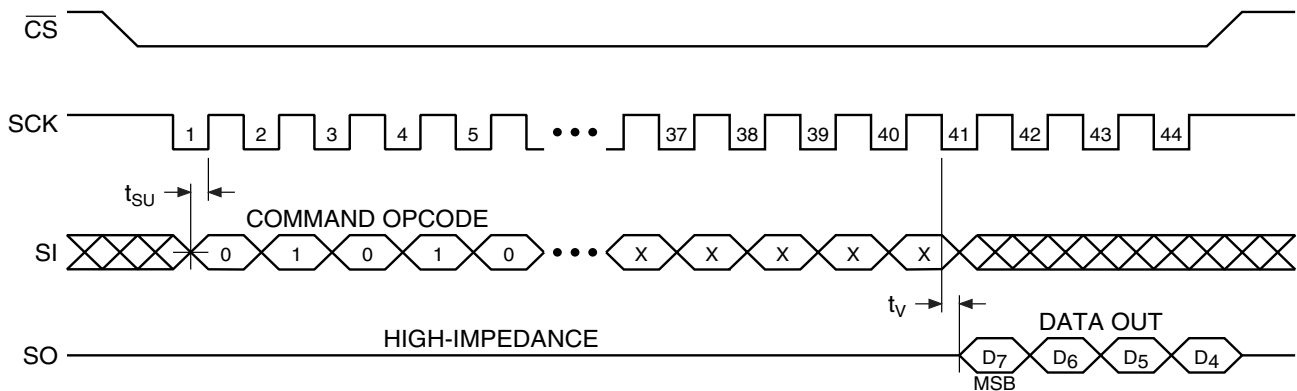 CS
SCK 1 2 3 4 5 37 38 39 40 41 42 43 44
tSU
COMMAND OPCODE
SI 0 1 0 1 0 X X X X X
tV
HIGH-IMPEDANCE
DATA OUT
SO D7 D6 D5 D4
MSB